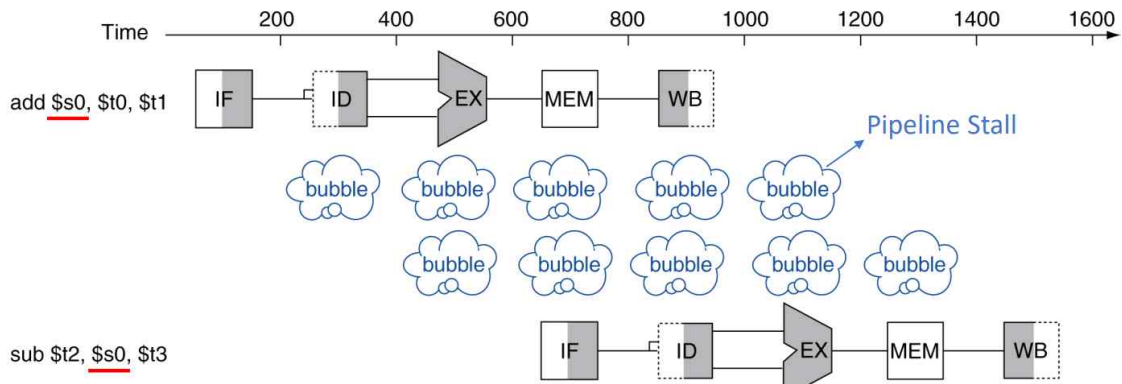 Time 200 400 600 800 1000 1200 1400 1600
add $s0, $t0, $t1 IF ID EX MEM WB
Pipeline Stall
bubble bubble bubble bubble bubble
bubble bubble bubble bubble bubble
sub $t2, $s0, $t3 IF ID EX MEM WB